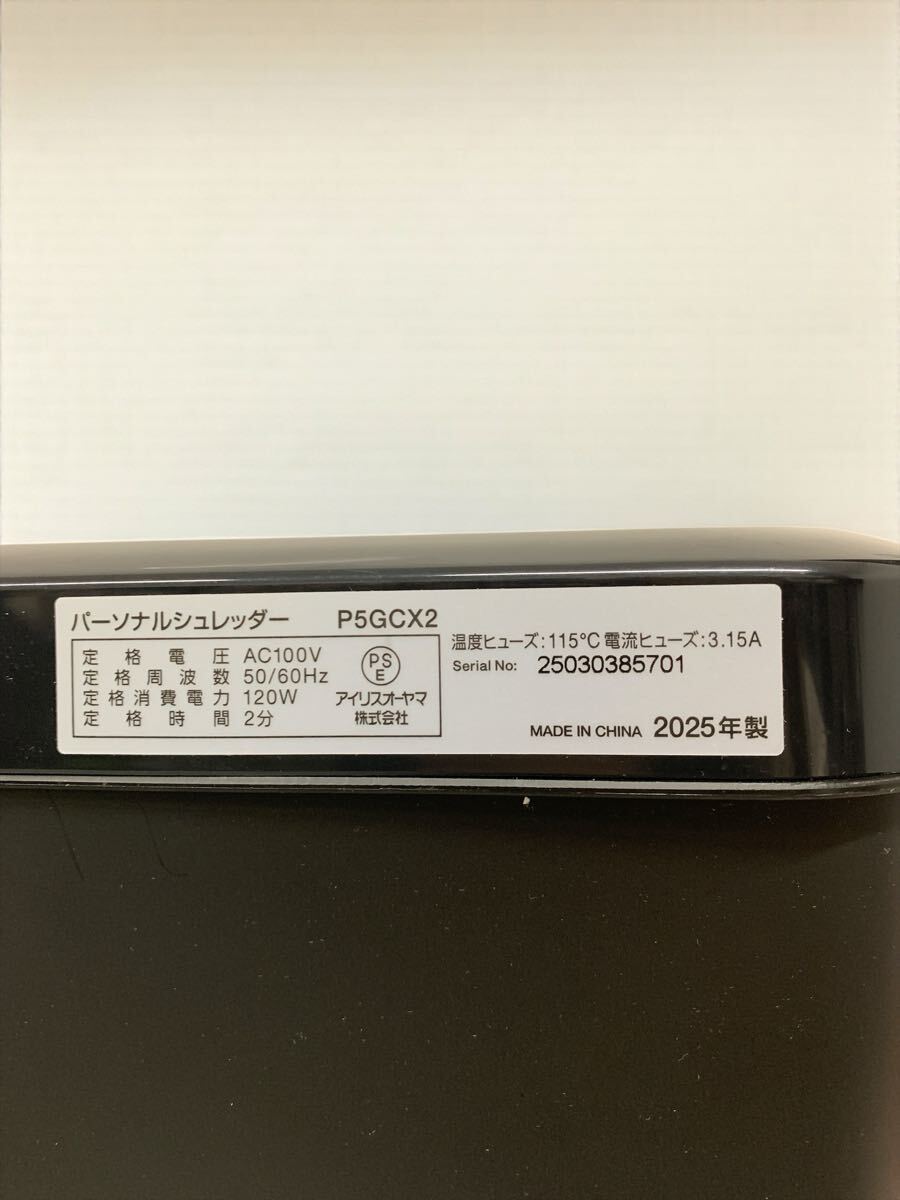 パーソナルシュレッダー P5GCX2
定格電圧 AC100V
定格周波数 50/60Hz
定格消費電力 120W
定格時間 2分
PS
E
アイリスオーヤマ
株式会社
温度ヒューズ:115℃ 電流ヒューズ:3.15A
Serial No: 25030385701
MADE IN CHINA 2025年製